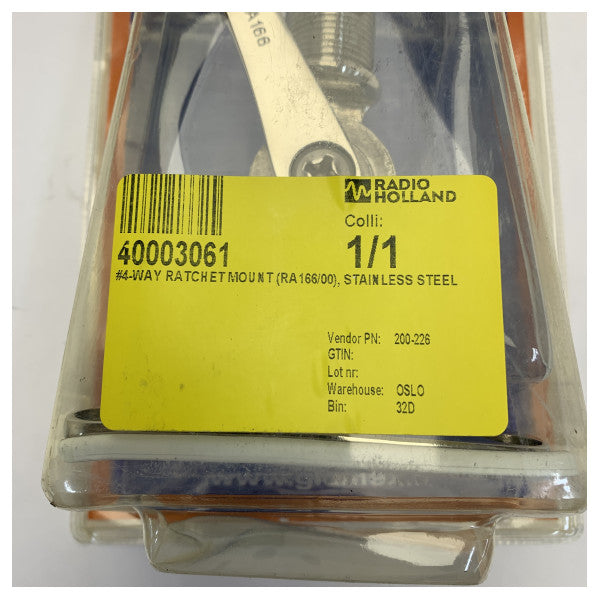 A166
RADIO
HOLLAND
Colli:
40003061 1/1
#4-WAY RATCHET MOUNT (RA166/00), STAINLESS STEEL
Vendor PN: 200-226
GTIN:
Lot nr:
Warehouse: OSLO
Bin: 32D